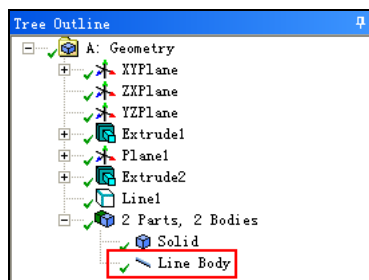 Tree Outline
A: Geometry
XYPlane
ZXPlane
YZPlane
Extrude1
Plane1
Extrude2
Line1
2 Parts, 2 Bodies
Solid
Line Body